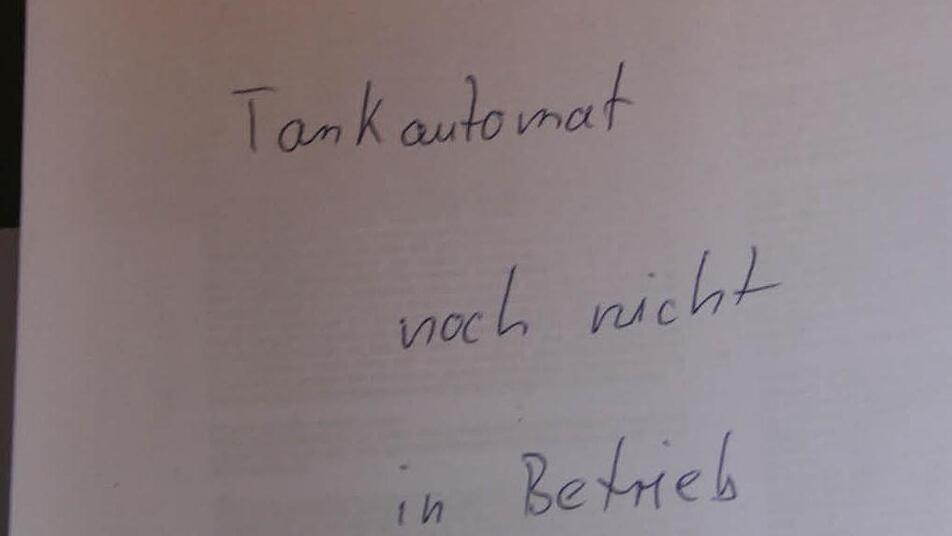 Tankautomat
noch nicht
in Betrieb